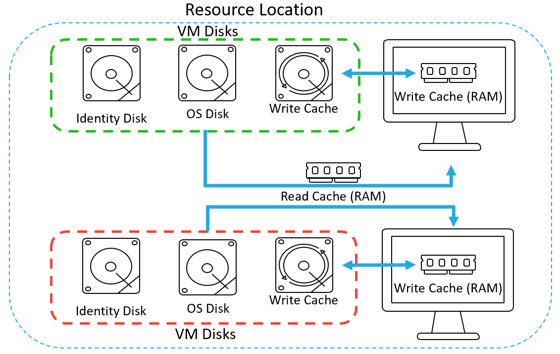 Resource Location
VM Disks
Identity Disk
OS Disk
Write Cache
Write Cache (RAM)
Read Cache (RAM)
Identity Disk
OS Disk
Write Cache
Write Cache (RAM)
VM Disks